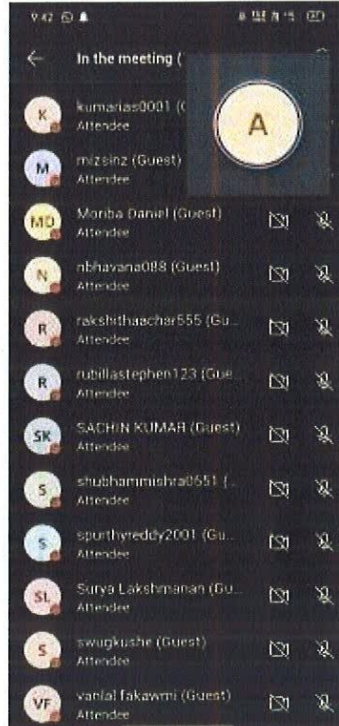 9:42
In the meeting (
A
K
kumarias0001 (
Attendee
M
mizsinz (Guest)
Attendee
MD
Moriba Daniel (Guest)
Attendee
N
nbhavana088 (Guest)
Attendee
R
rakshithaachar555 (Gu...
Attendee
R
rubillastephen123 (Gue...
Attendee
SK
SACHIN KUMAR (Guest)
Attendee
S
shubhammishra0651 (...
Attendee
S
spurthyreddy2001 (Gu...
Attendee
SL
Surya Lakshmanan (Gu...
Attendee
S
swugkushe (Guest)
Attendee
VF
vanlal fakawmi (Guest)
Attendee